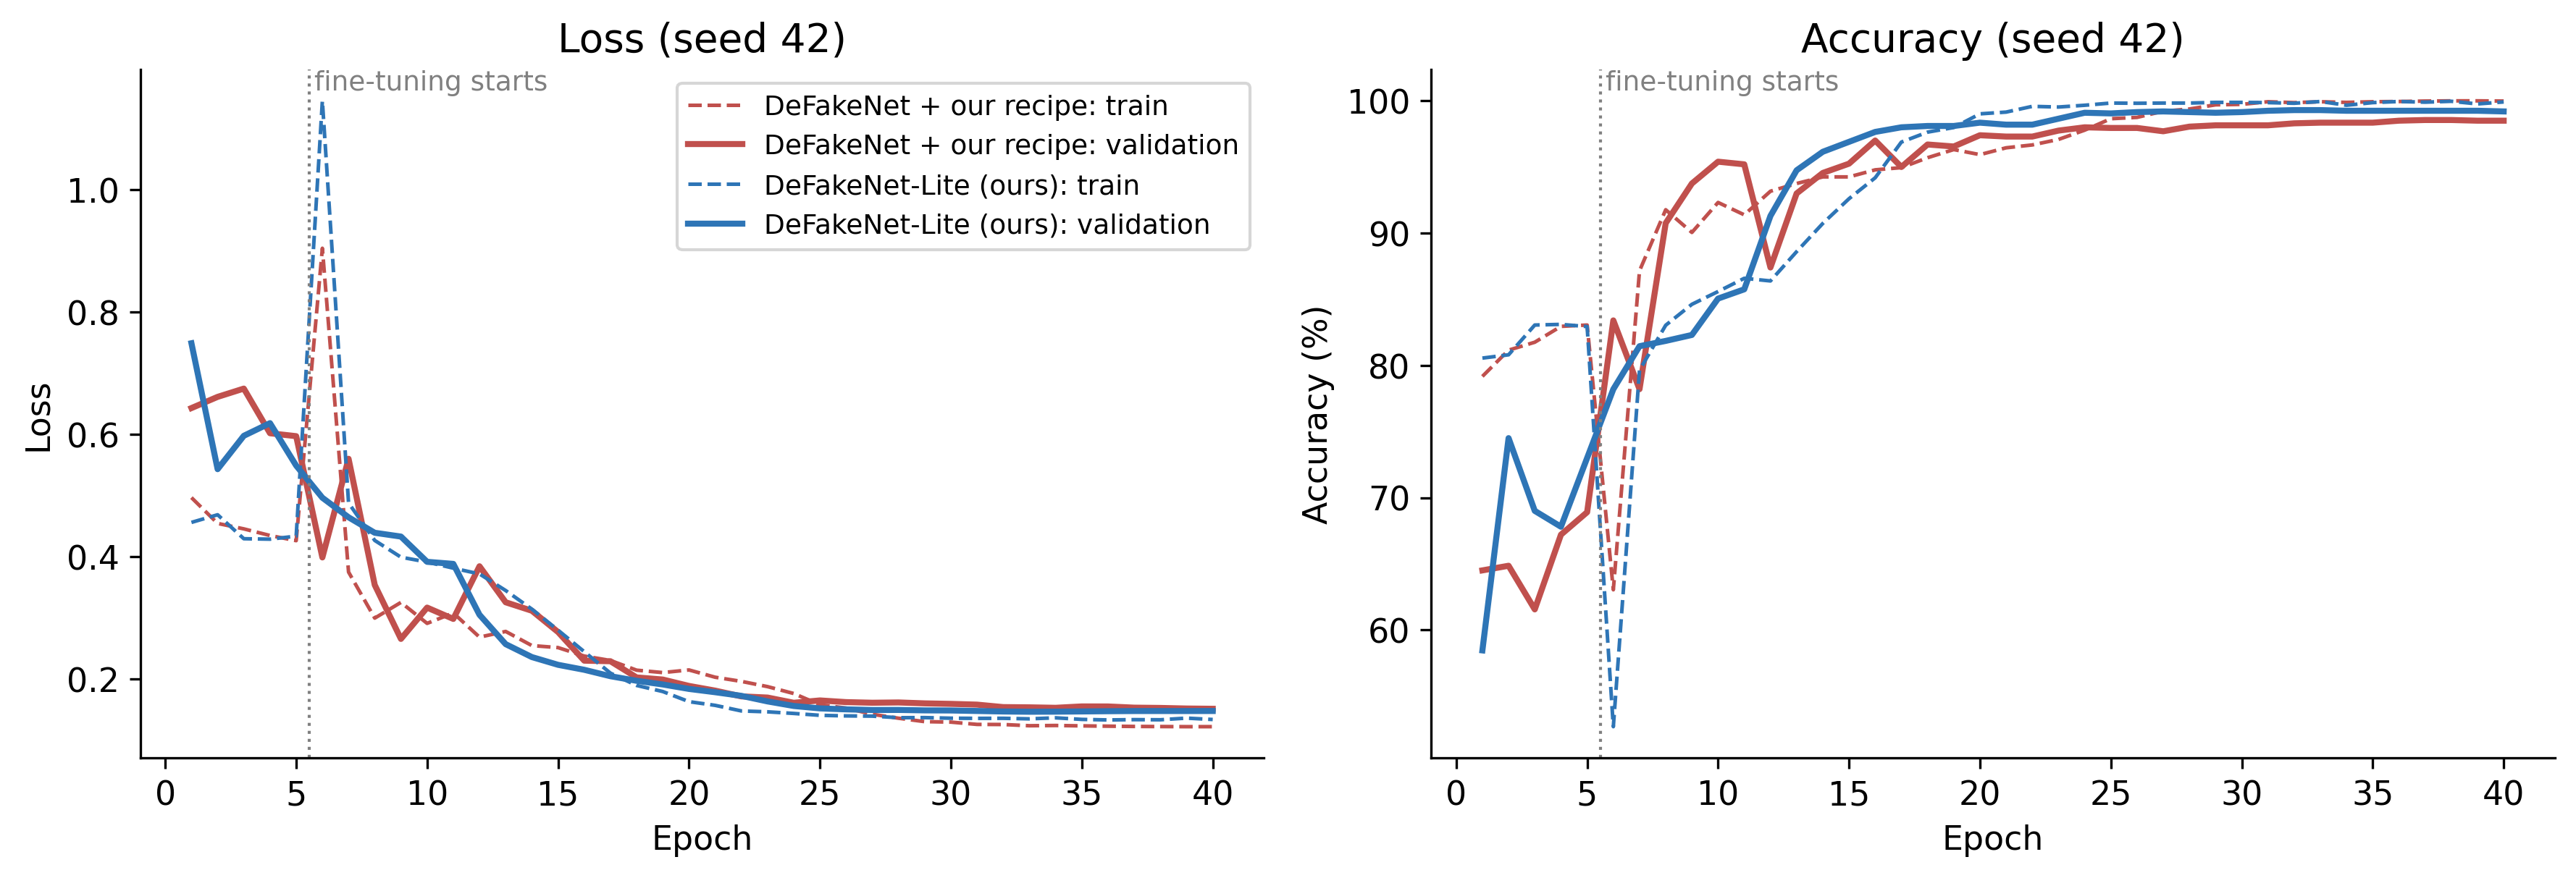 Loss (seed 42)
fine-tuning starts
DeFakeNet + our recipe: train
DeFakeNet + our recipe: validation
DeFakeNet-Lite (ours): train
DeFakeNet-Lite (ours): validation
Loss
1.0
0.8
0.6
0.4
0.2
0 5 10 15 20 25 30 35 40
Epoch
Accuracy (seed 42)
fine-tuning starts
Accuracy (%)
100
90
80
70
60
0 5 10 15 20 25 30 35 40
Epoch